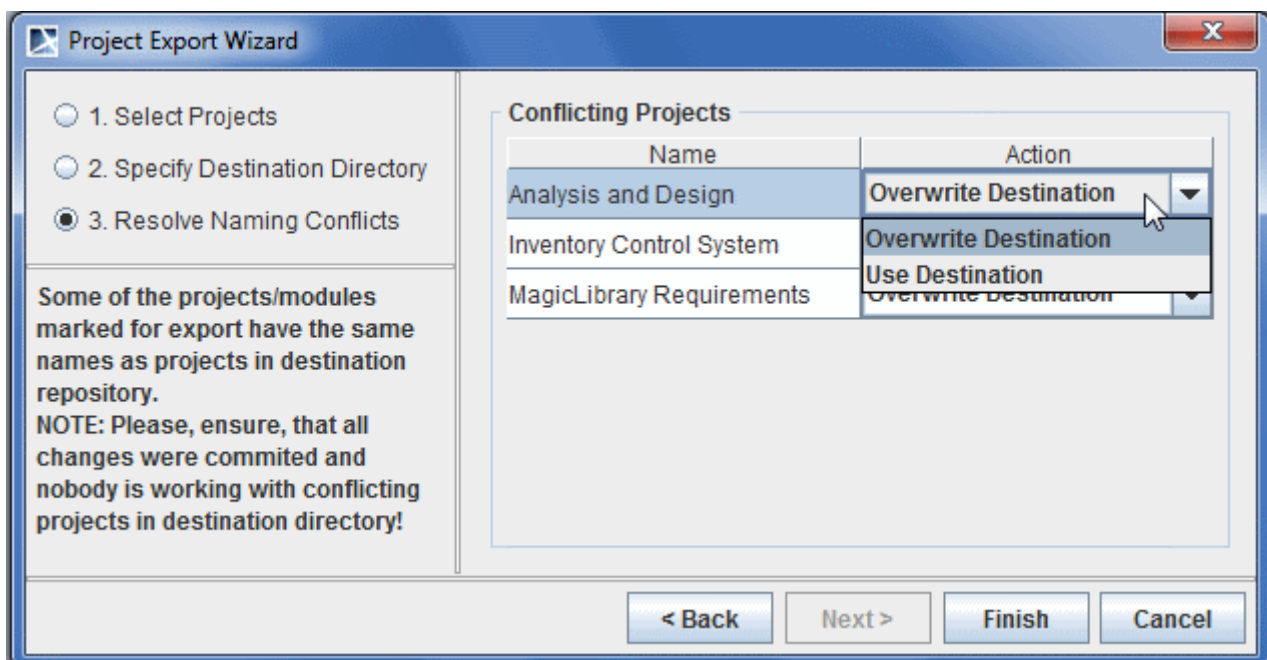 Project Export Wizard
1. Select Projects
2. Specify Destination Directory
3. Resolve Naming Conflicts
Some of the projects/modules
marked for export have the same
names as projects in destination
repository.
NOTE: Please, ensure, that all
changes were commited and
nobody is working with conflicting
projects in destination directory!
Conflicting Projects
Name Action
Analysis and Design Overwrite Destination
Overwrite Destination
Inventory Control System
Use Destination
MagicLibrary Requirements Overwrite Destination
< Back Next > Finish Cancel